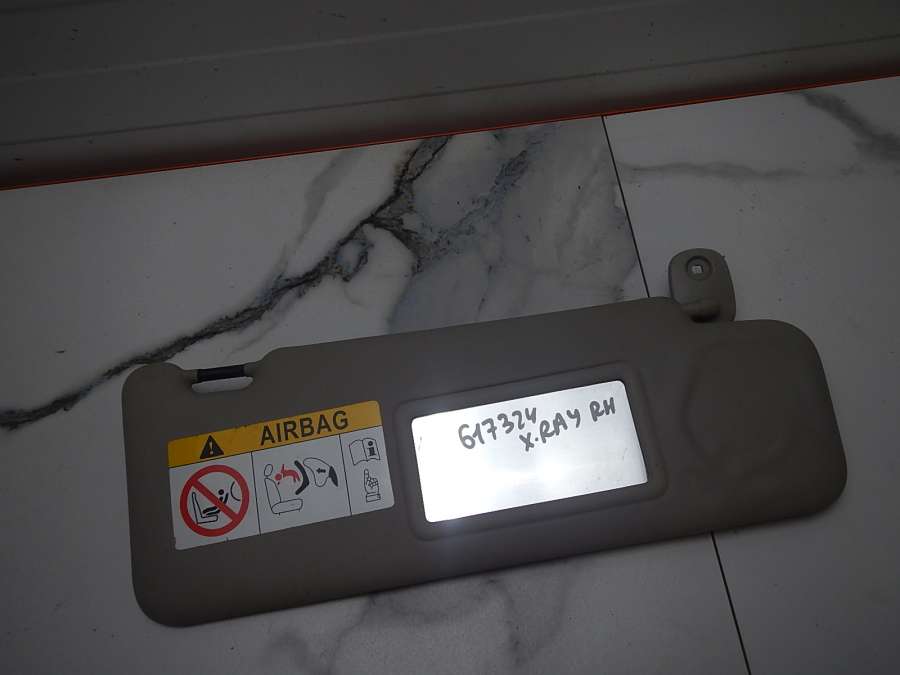 AIRBAG
617324
X-RAY RH